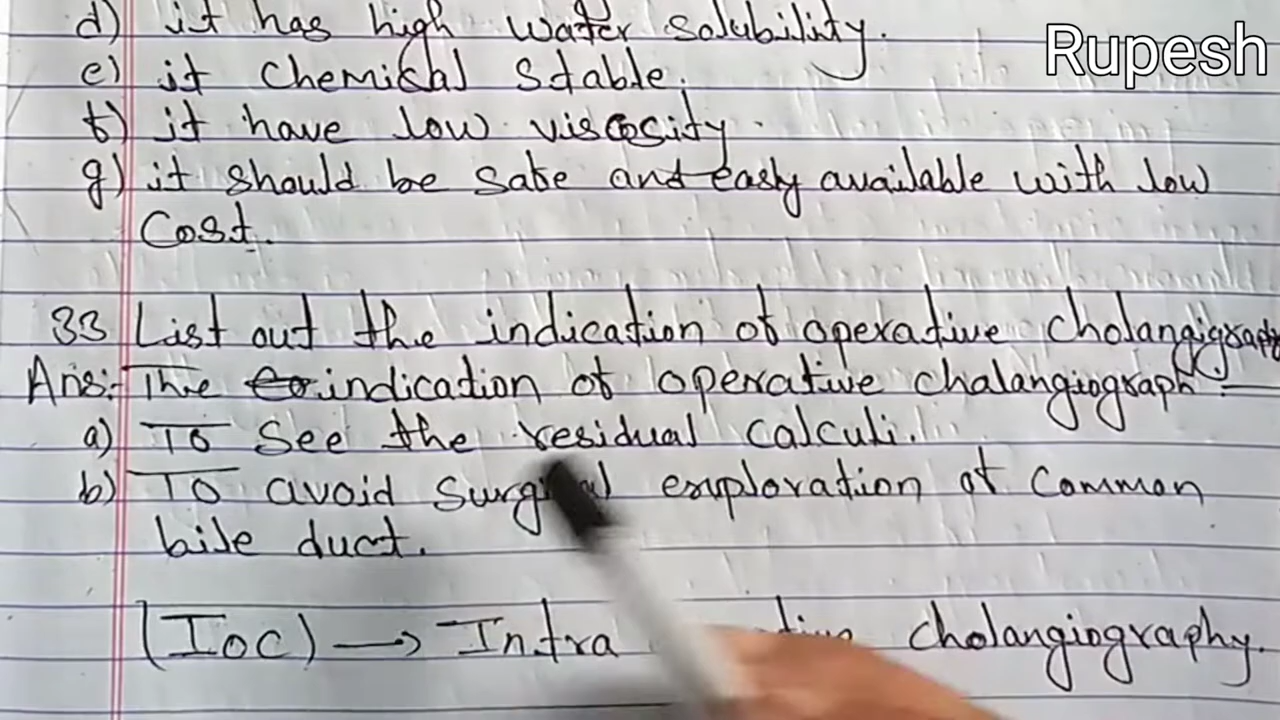 d) it has high water solubility.
Rupesh
e) it chemical stable.
f) it have low viscosity.
g) it should be safe and easly available with low
Cost.
33 List out the indication of operative cholangigraph
Ans:- The indication of operative chalangiograph :-
a) To see the residual calculi.
b) To avoid surgical exploration of common
bile duct.
(IOC) → Intra cholangiography.